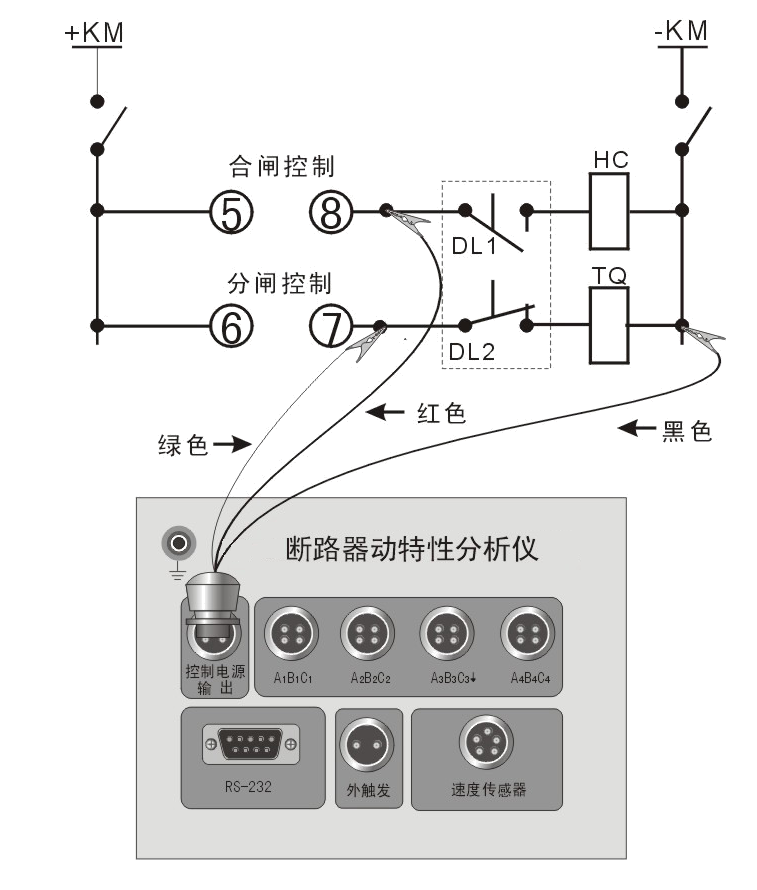 +KM
-KM
合闸控制
HC
5
8
DL1
分闸控制
TQ
6
7
DL2
绿色
红色
黑色
断路器动特性分析仪
控制电源
输 出
A1B1C1
A2B2C2
A3B3C3
A4B4C4
RS-232
外触发
速度传感器